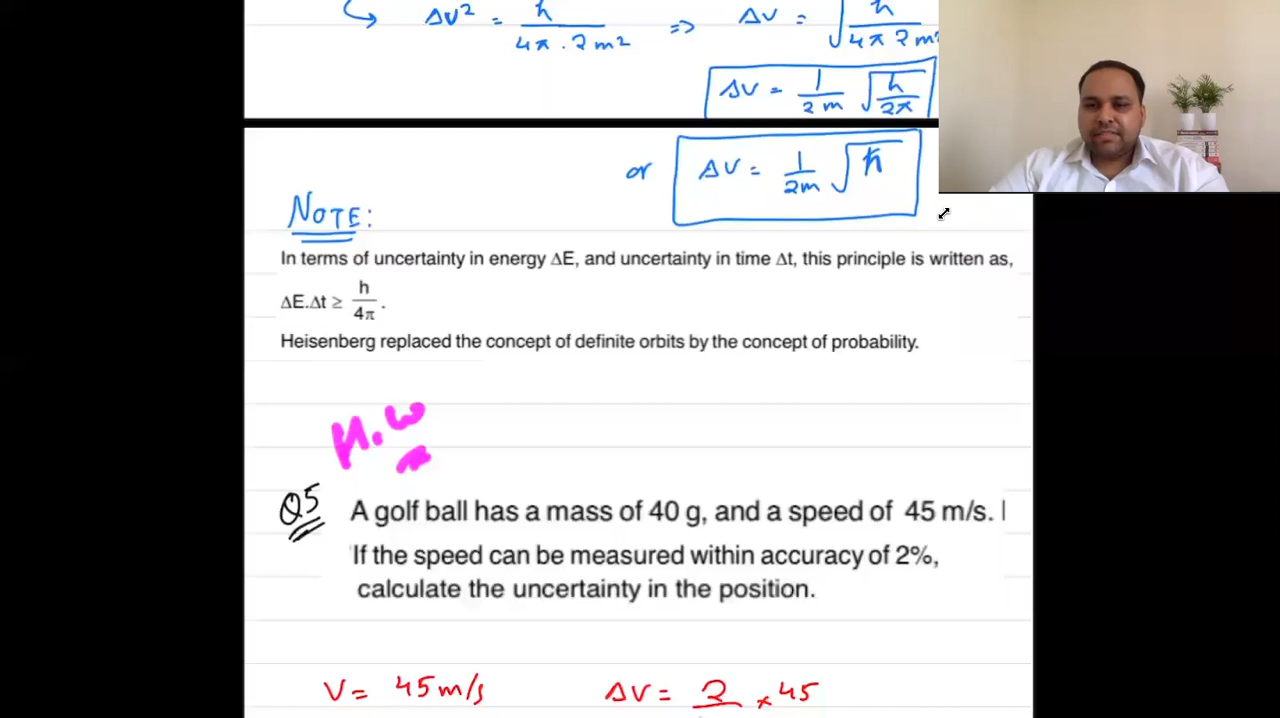 ΔV² = h / 4π . 2m² => ΔV = √(h / 4π 2m²)
ΔV = 1/2m √(h/2π)
or ΔV = 1/2m √ħ
NOTE:
In terms of uncertainty in energy ΔE, and uncertainty in time Δt, this principle is written as,
ΔE.Δt ≥ h/4π .
Heisenberg replaced the concept of definite orbits by the concept of probability.
H.W
Q5 A golf ball has a mass of 40 g, and a speed of 45 m/s.
If the speed can be measured within accuracy of 2%,
calculate the uncertainty in the position.
V = 45 m/s ΔV = 2 × 45